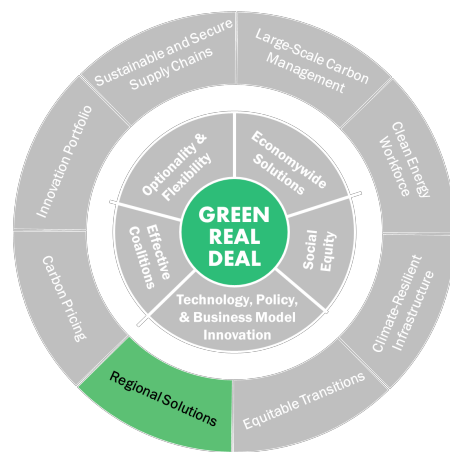 Sustainable and Secure
Supply Chains
Large-Scale Carbon
Management
Clean Energy
Workforce
Climate-Resilient
Infrastructure
Equitable Transitions
Regional Solutions
Carbon Pricing
Innovation Portfolio
Optionality &
Flexibility
Economywide
Solutions
Social
Equity
Technology, Policy,
& Business Model
Innovation
Effective
Coalitions
GREEN
REAL
DEAL